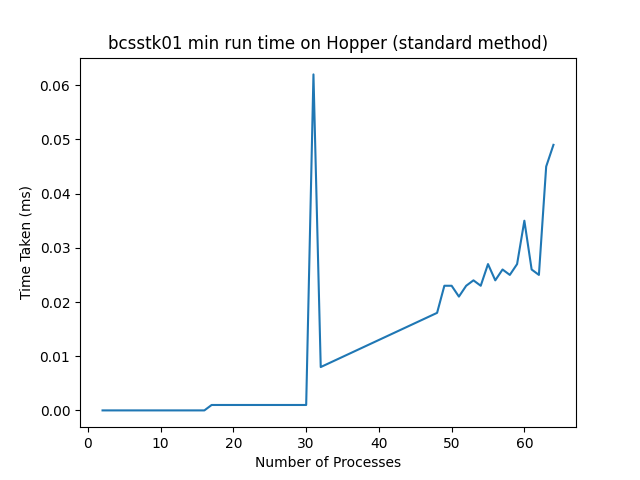 bcsstk01 min run time on Hopper (standard method)
0.06
0.05
0.04
0.03
0.02
0.01
0.00
Time Taken (ms)
0 10 20 30 40 50 60
Number of Processes